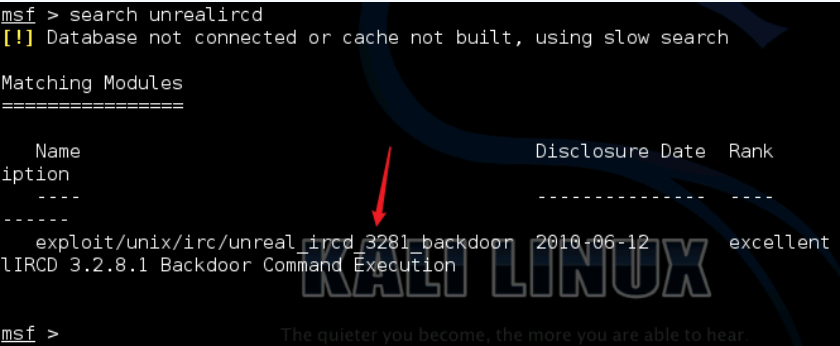 msf > search unrealircd
[!] Database not connected or cache not built, using slow search
Matching Modules
================
Name Disclosure Date Rank
iption
---- --------------- ----
------
exploit/unix/irc/unreal_ircd_3281_backdoor 2010-06-12 excellent
lIRCD 3.2.8.1 Backdoor Command Execution
KALI LINUX
msf >
The quieter you become, the more you are able to hear.